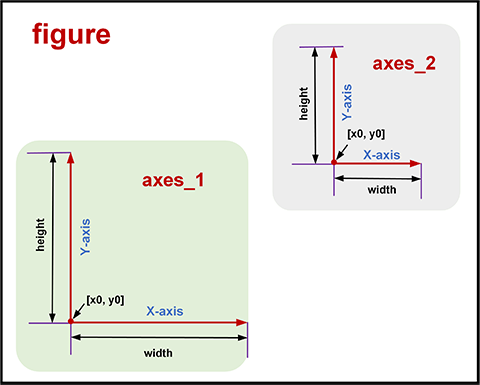 figure
axes_2
height
Y-axis
[x0, y0]
X-axis
width
axes_1
height
Y-axis
[x0, y0]
X-axis
width